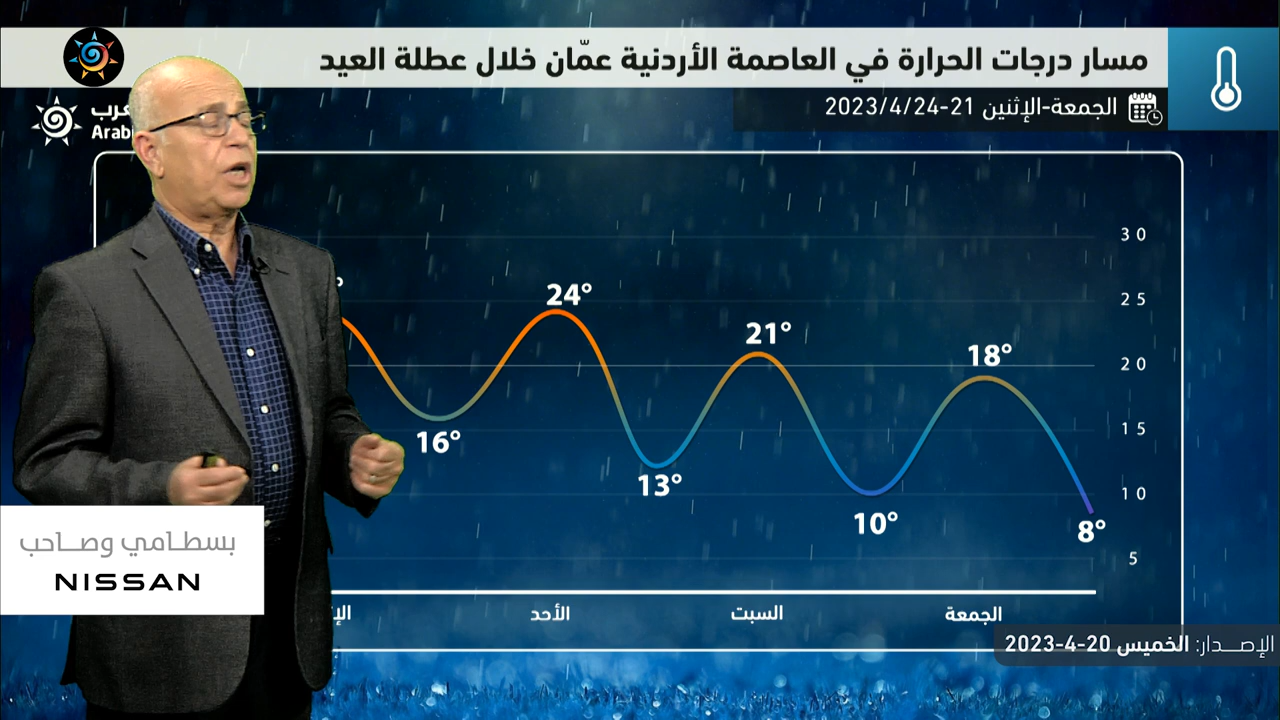 مسار درجات الحرارة في العاصمة الأردنية عمّان خلال عطلة العيد
الجمعة-الإثنين 21-2023/4/24
30
25
20
15
10
5
24°
21°
18°
16°
13°
10°
8°
الأحد
السبت
الجمعة
الإصدار: الخميس 20-4-2023
بسطامي وصاحب
NISSAN